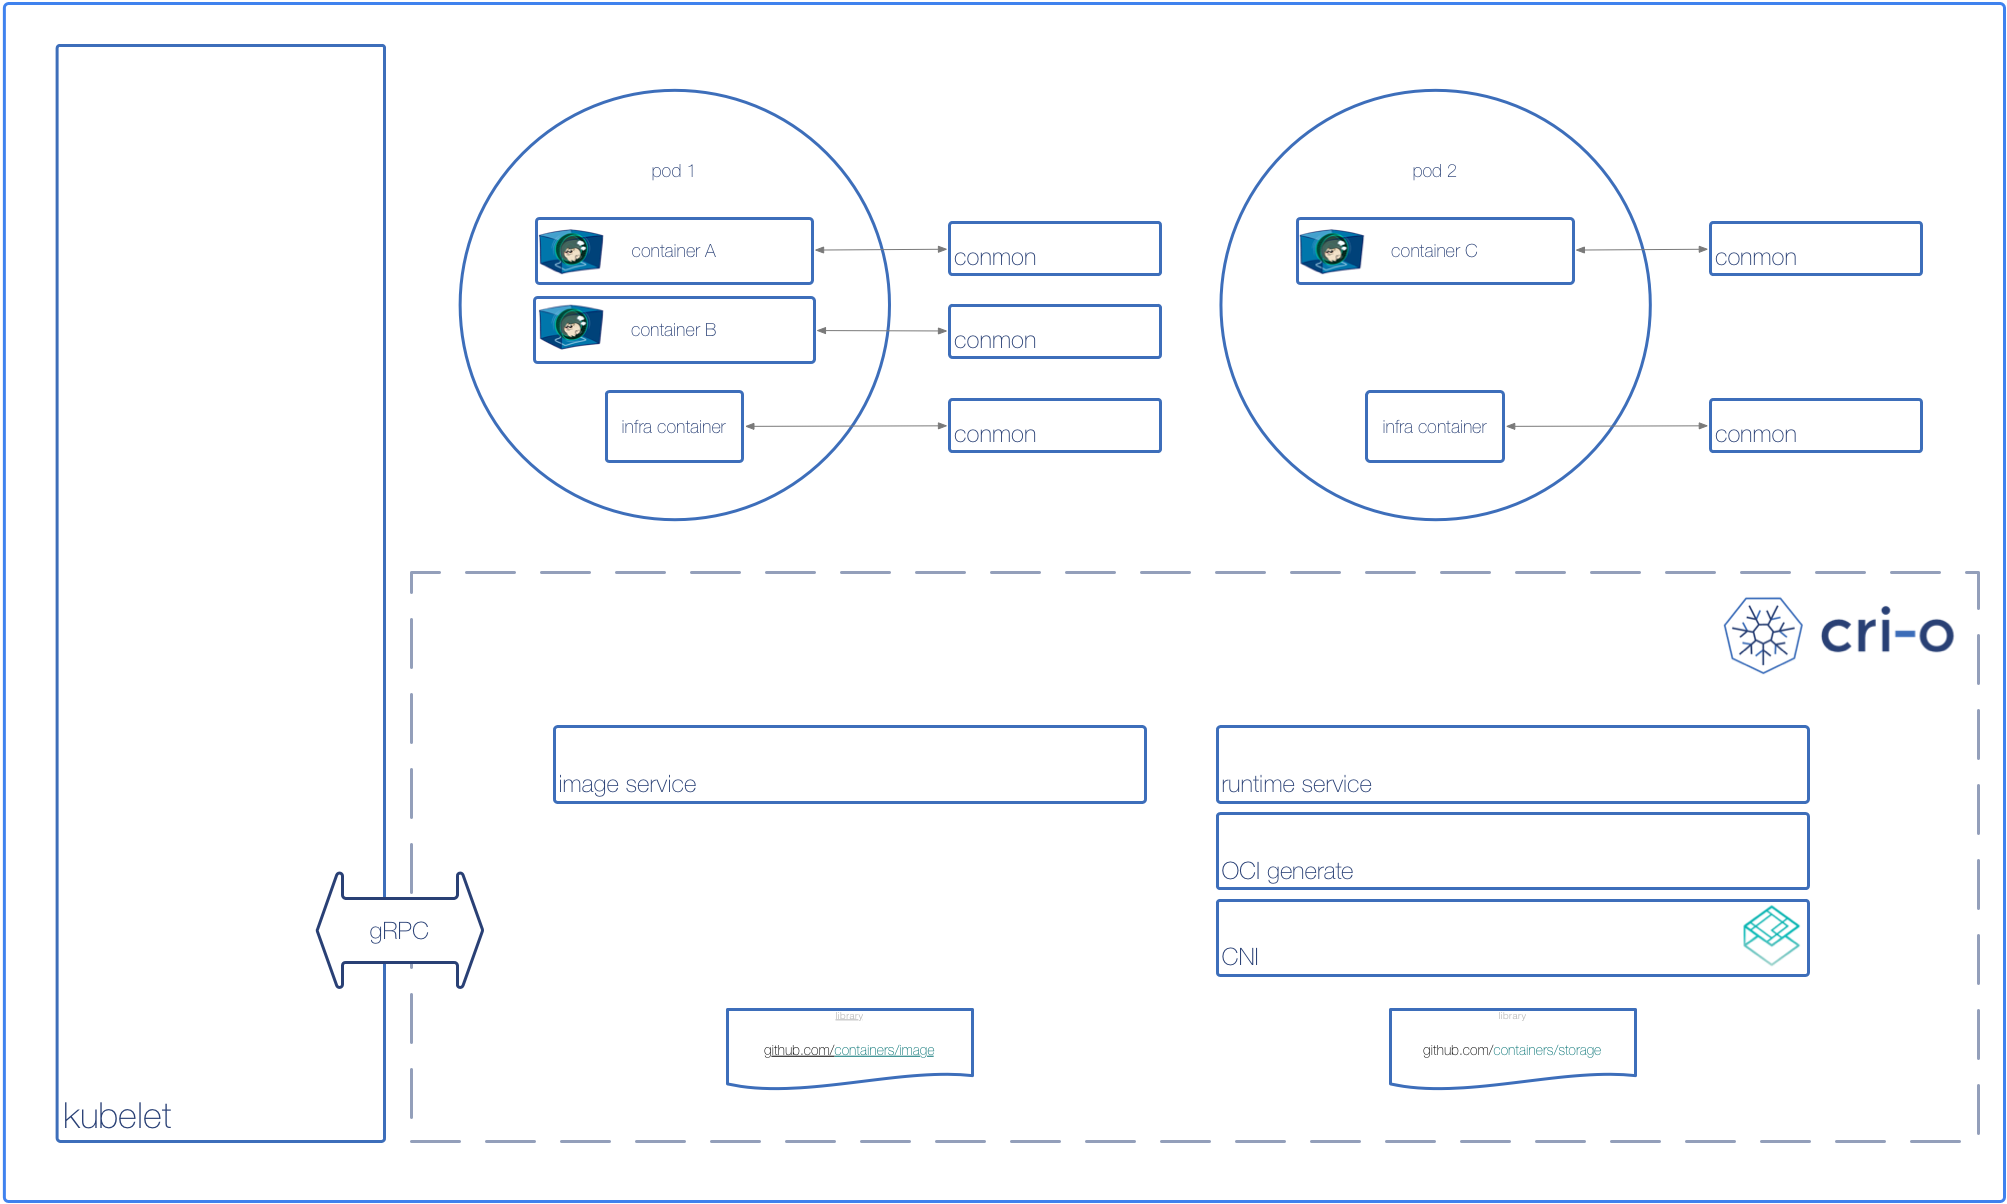 pod 1
container A
conmon
container B
conmon
infra container
conmon
pod 2
container C
conmon
infra container
conmon
cri-o
image service
runtime service
OCI generate
CNI
gRPC
library
github.com/containers/image
library
github.com/containers/storage
kubelet